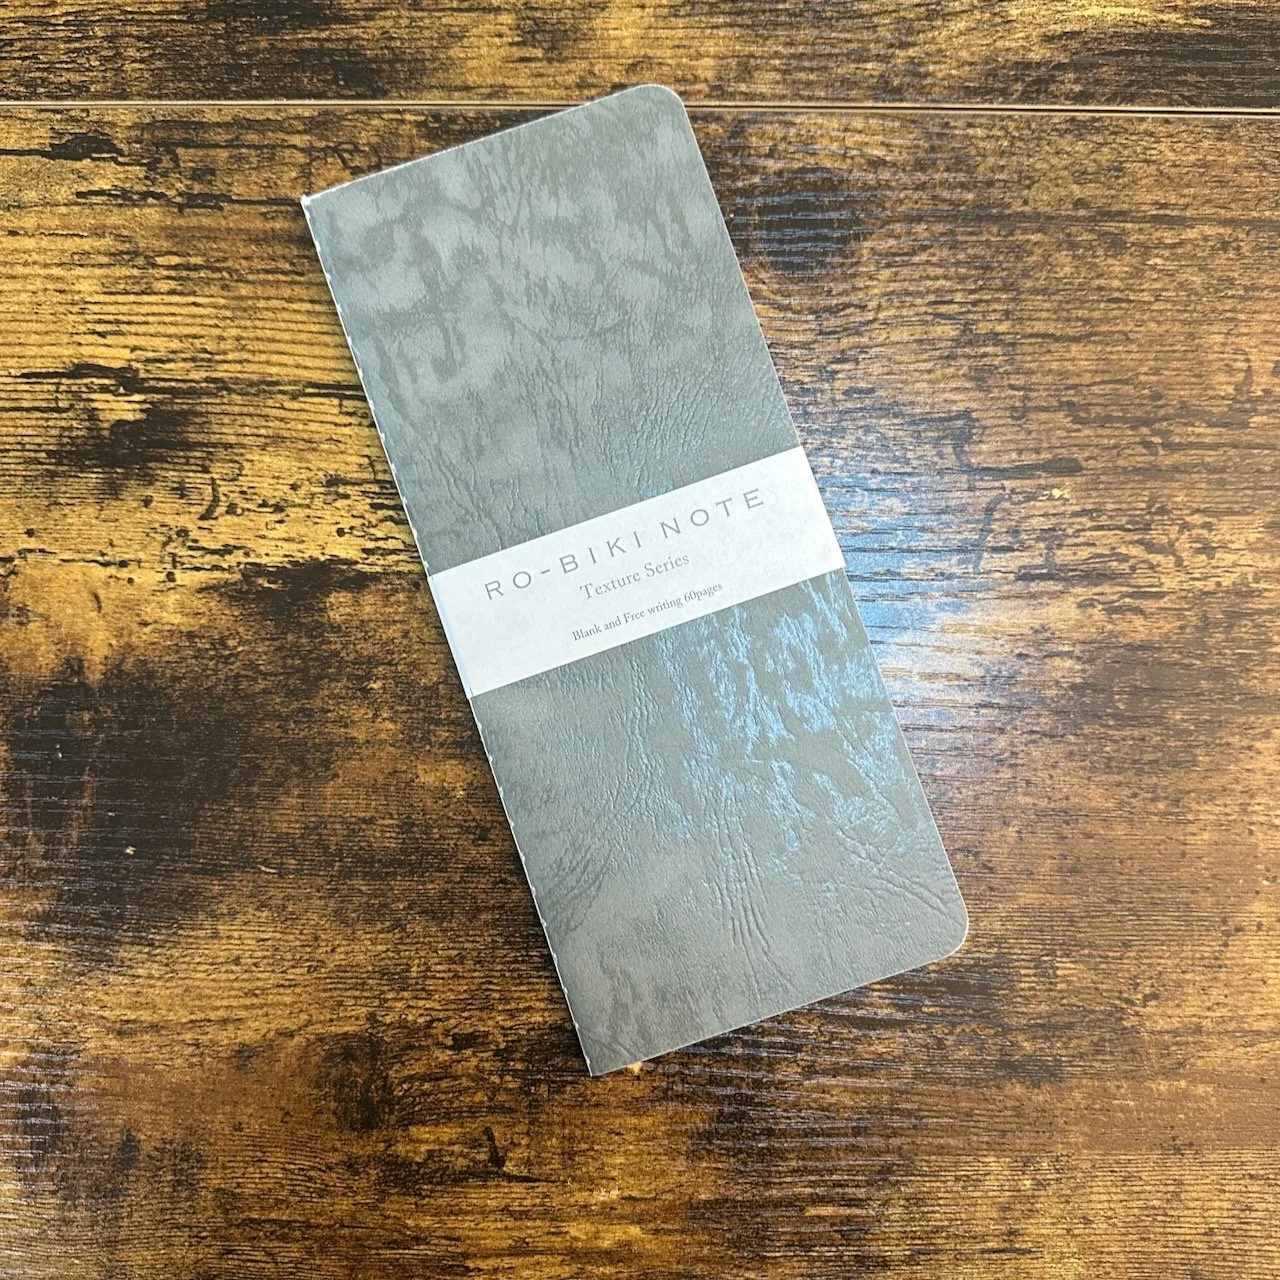 RO-BIKI NOTE
Texture Series
Blank and Free writing 60pages